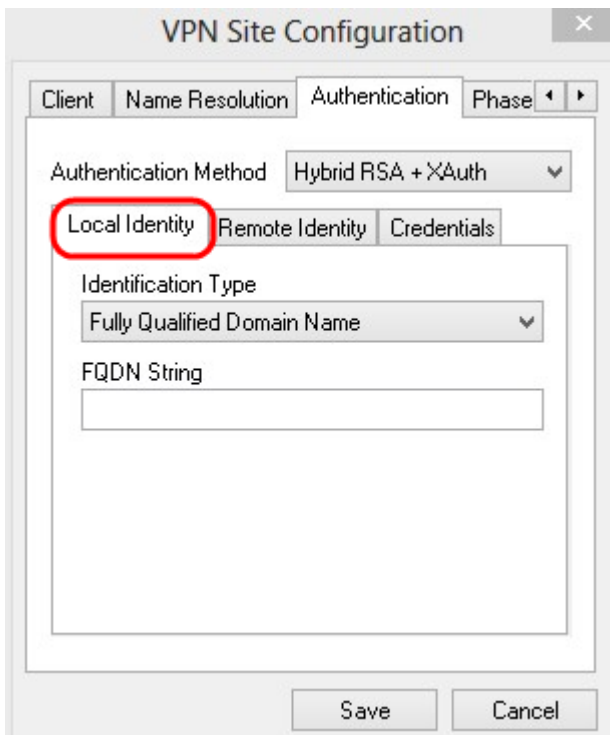 VPN Site Configuration
Client Name Resolution Authentication Phase
Authentication Method Hybrid RSA + XAuth
Local Identity Remote Identity Credentials
Identification Type
Fully Qualified Domain Name
FQDN String
Save Cancel